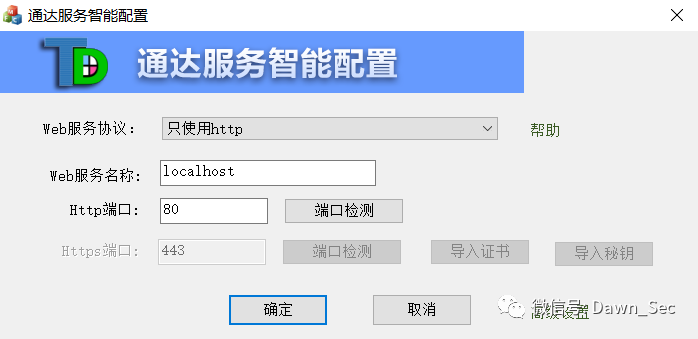 通达服务智能配置
TD 通达服务智能配置
Web服务协议： 只使用http 帮助
Web服务名称： localhost
Http端口： 80 端口检测
Https端口： 443 端口检测 导入证书 导入秘钥
确定 取消 高级设置
微信号: Dawn_Sec